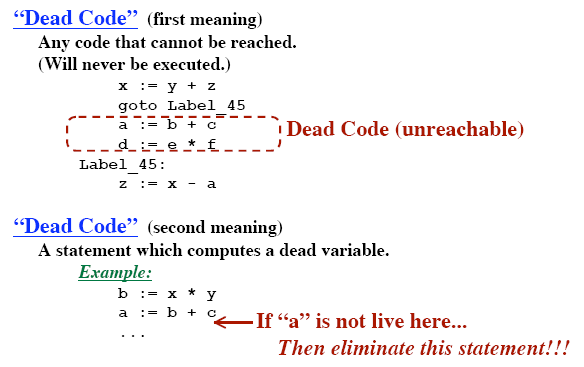 “Dead Code” (first meaning)
Any code that cannot be reached.
(Will never be executed.)
x := y + z
goto Label_45
a := b + c
d := e * f
Dead Code (unreachable)
Label_45:
z := x - a
“Dead Code” (second meaning)
A statement which computes a dead variable.
Example:
b := x * y
a := b + c
If “a” is not live here...
...
Then eliminate this statement!!!